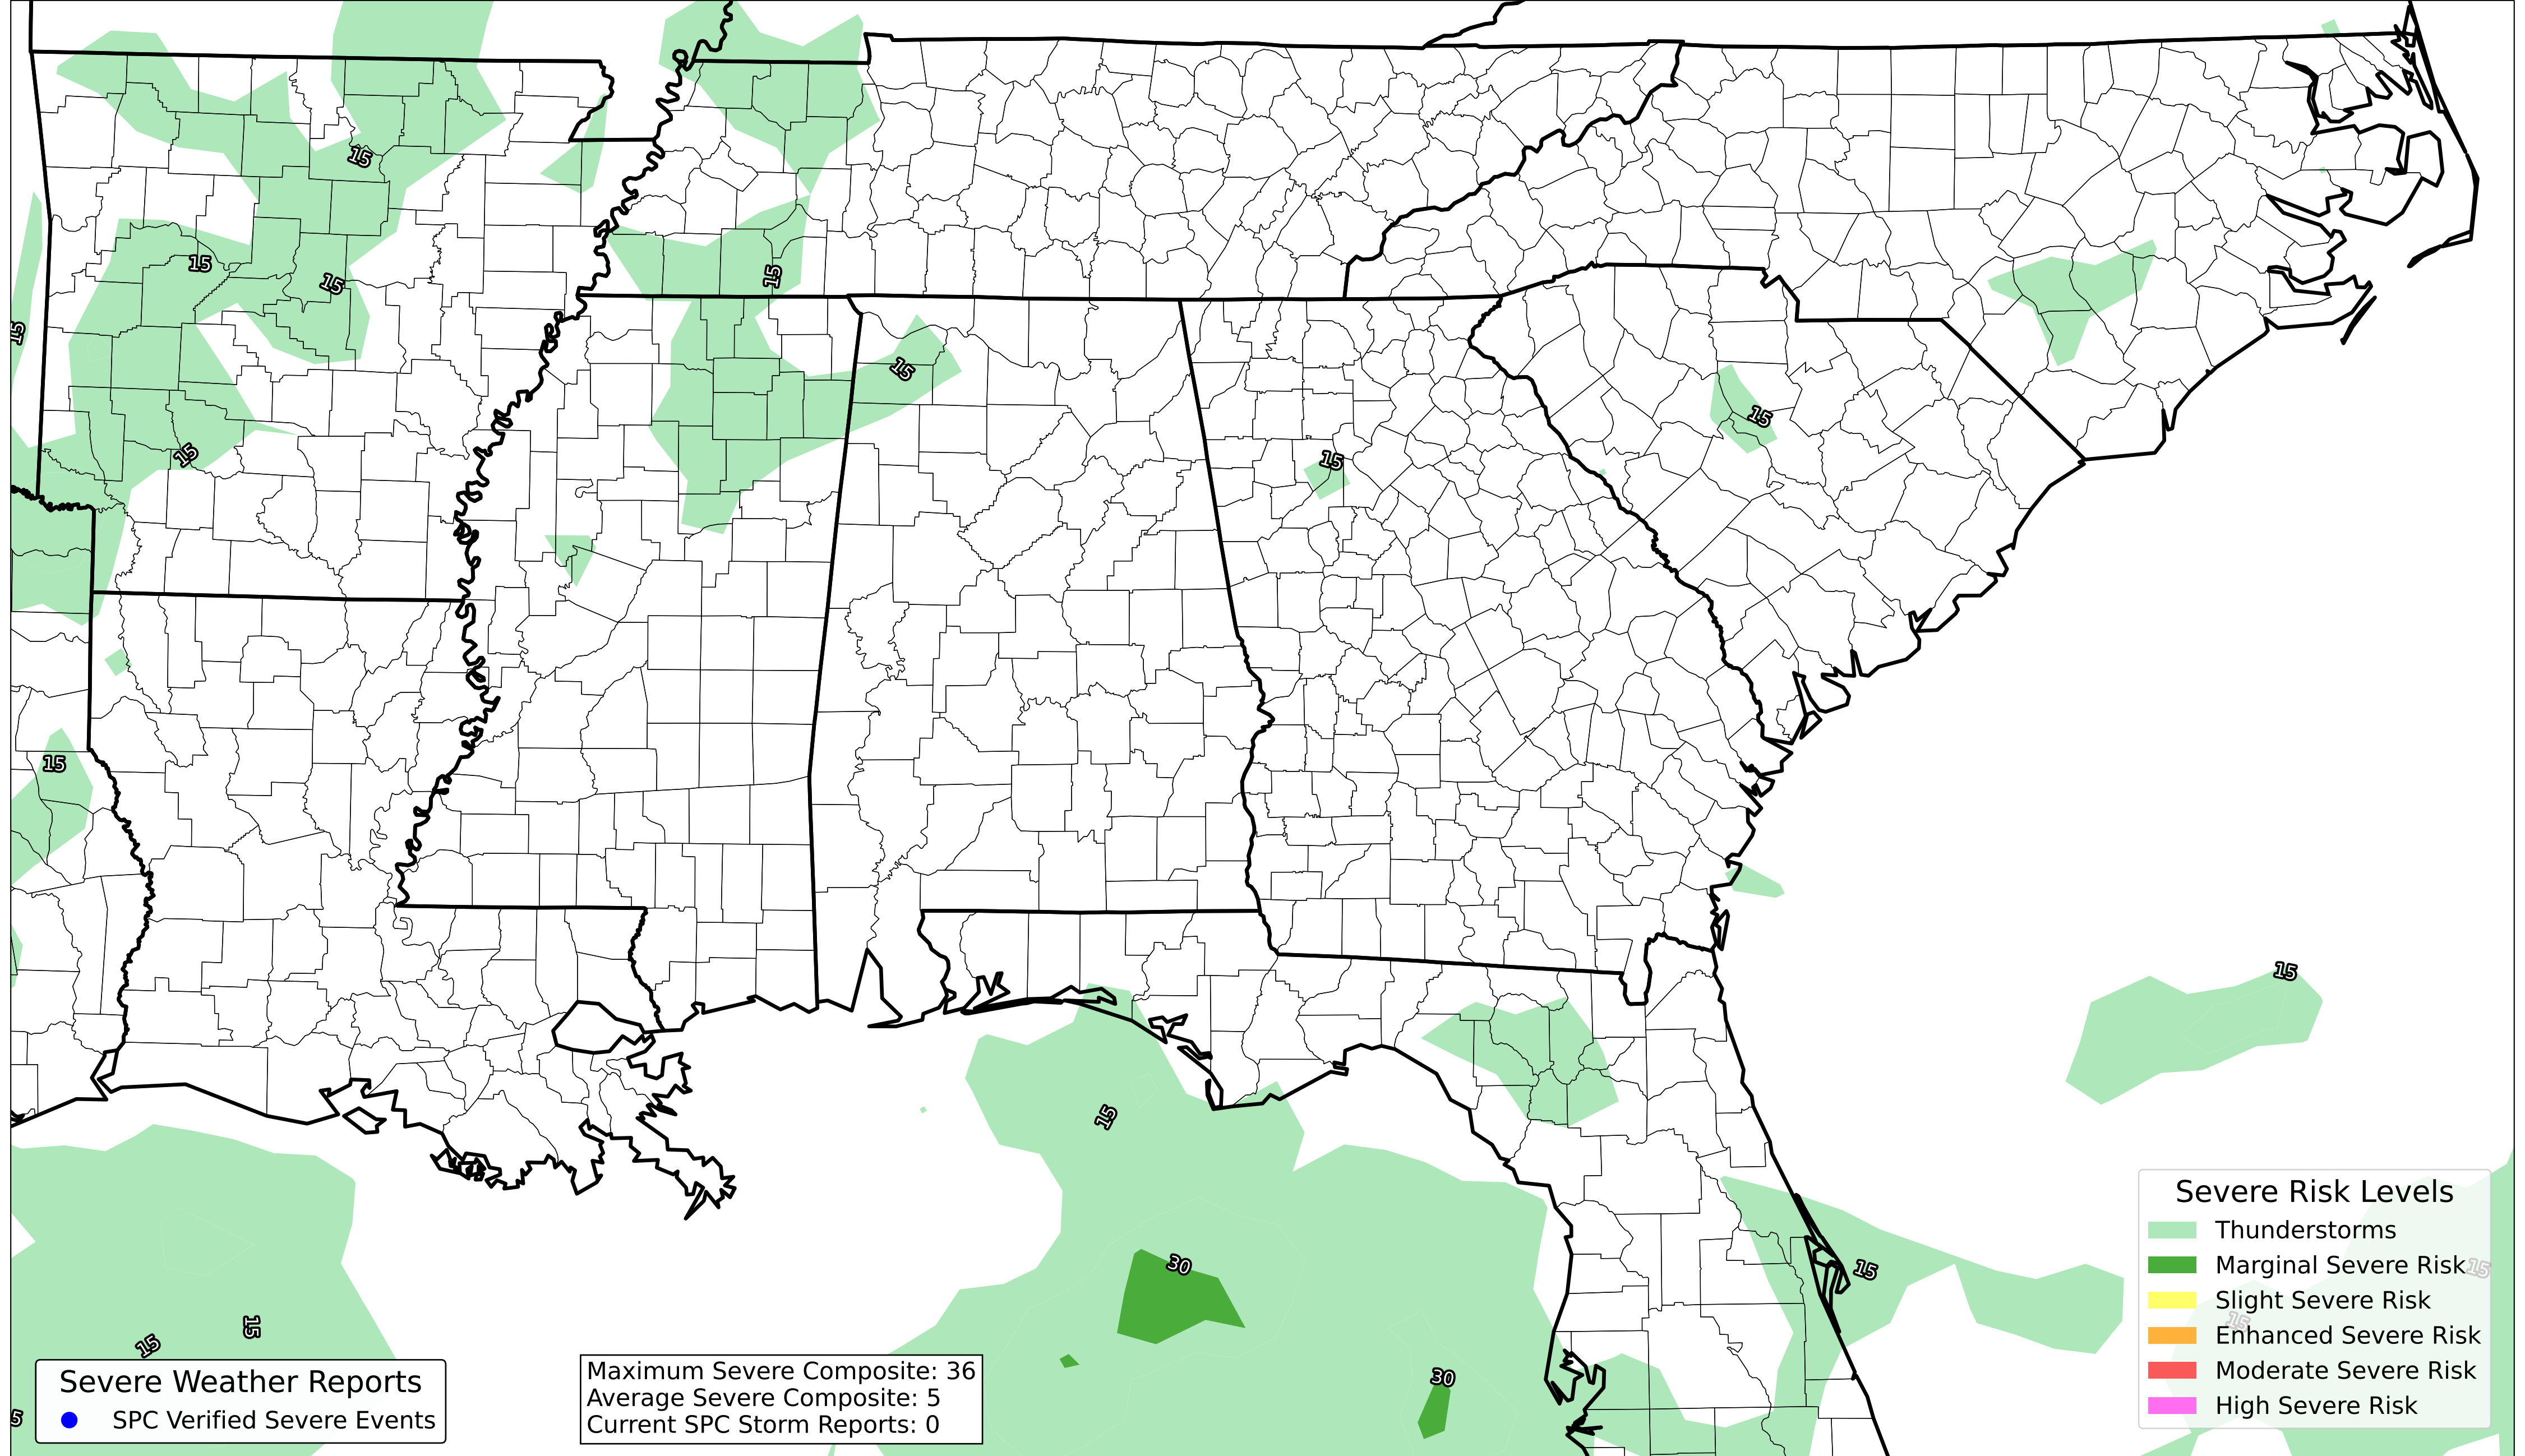 15
15
15
15
15
15
15
15
15
15
15
15
30
15
15
15
15
15
5
30
Severe Weather Reports
SPC Verified Severe Events
Maximum Severe Composite: 36
Average Severe Composite: 5
Current SPC Storm Reports: 0
Severe Risk Levels
Thunderstorms
Marginal Severe Risk
Slight Severe Risk
Enhanced Severe Risk
Moderate Severe Risk
High Severe Risk